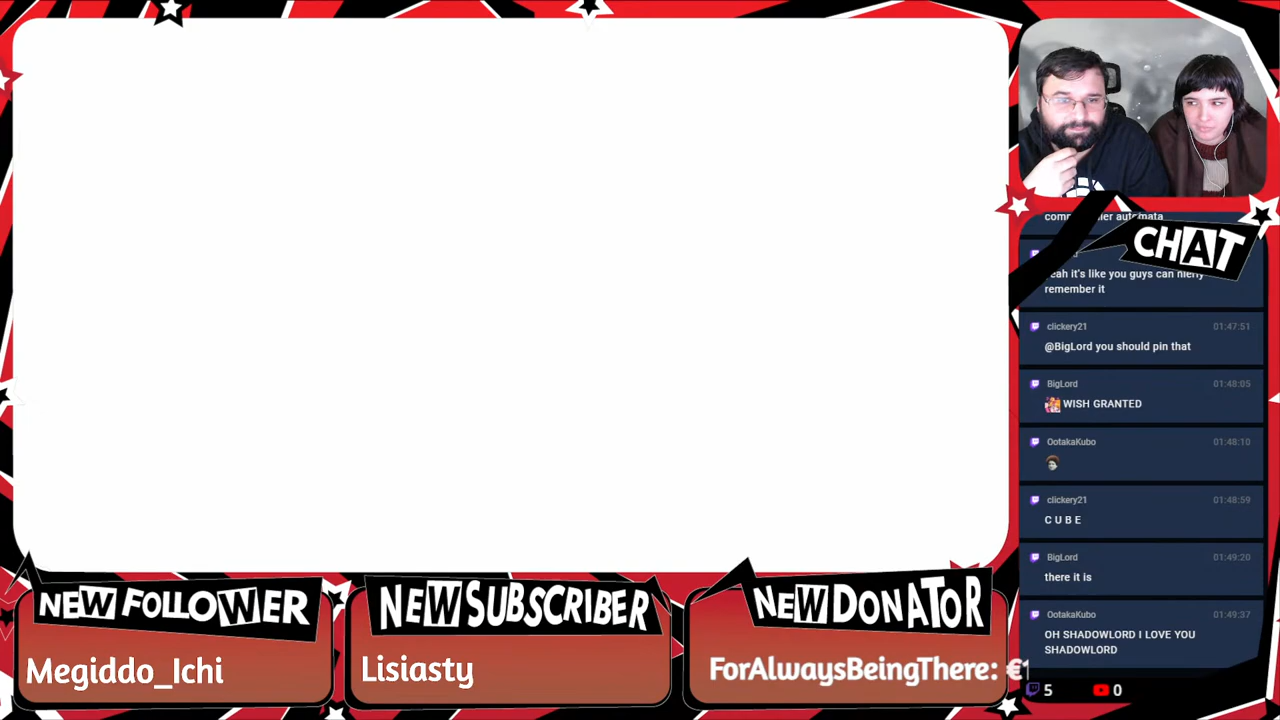 CHAT
remember it
clickery21 01:47:51
@BigLord you should pin that
BigLord 01:48:05
WISH GRANTED
OotakaKubo 01:48:10
clickery21 01:48:59
C U B E
BigLord 01:49:20
there it is
OotakaKubo 01:49:37
OH SHADOWLORD I LOVE YOU
SHADOWLORD
5 0
NEW FOLLOWER
Megiddo_Ichi
NEW SUBSCRIBER
Lisiasty
NEW DONATOR
ForAlwaysBeingThere: €1